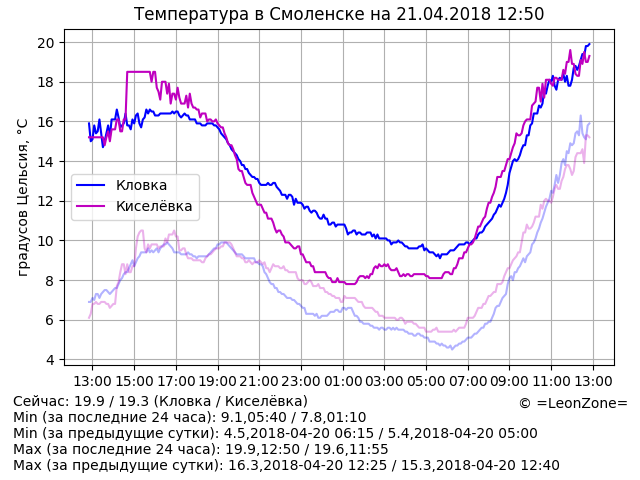 Температура в Смоленске на 21.04.2018 12:50
градусов Цельсия, °C
20
18
16
14
12
10
8
6
4
Кловка
Киселёвка
13:00 15:00 17:00 19:00 21:00 23:00 01:00 03:00 05:00 07:00 09:00 11:00 13:00
Сейчас: 19.9 / 19.3 (Кловка / Киселёвка)
© =LeonZone=
Min (за последние 24 часа): 9.1,05:40 / 7.8,01:10
Min (за предыдущие сутки): 4.5,2018-04-20 06:15 / 5.4,2018-04-20 05:00
Max (за последние 24 часа): 19.9,12:50 / 19.6,11:55
Max (за предыдущие сутки): 16.3,2018-04-20 12:25 / 15.3,2018-04-20 12:40